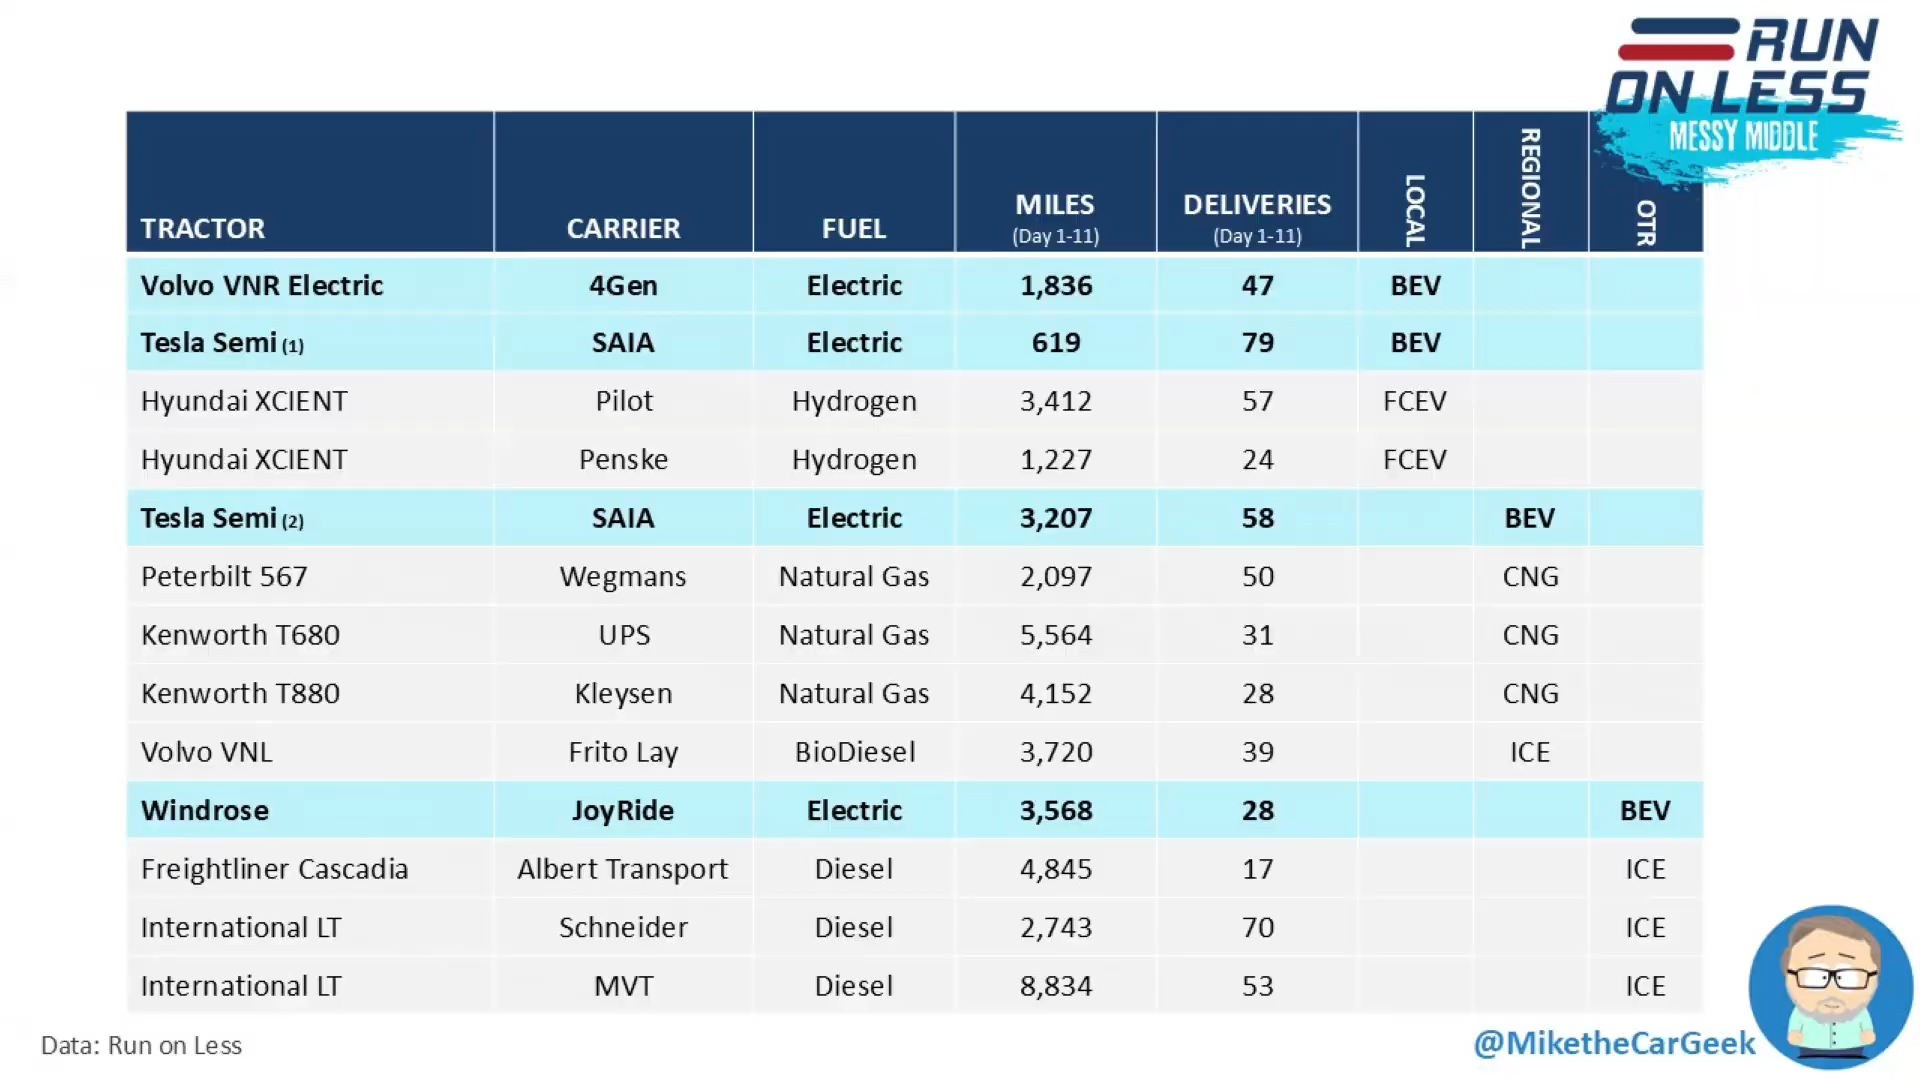 RUN
ON LESS
MESSY MIDDLE
TRACTOR CARRIER FUEL MILES (Day 1-11) DELIVERIES (Day 1-11) LOCAL REGIONAL OTR
Volvo VNR Electric 4Gen Electric 1,836 47 BEV
Tesla Semi (1) SAIA Electric 619 79 BEV
Hyundai XCIENT Pilot Hydrogen 3,412 57 FCEV
Hyundai XCIENT Penske Hydrogen 1,227 24 FCEV
Tesla Semi (2) SAIA Electric 3,207 58 BEV
Peterbilt 567 Wegmans Natural Gas 2,097 50 CNG
Kenworth T680 UPS Natural Gas 5,564 31 CNG
Kenworth T880 Kleysen Natural Gas 4,152 28 CNG
Volvo VNL Frito Lay BioDiesel 3,720 39 ICE
Windrose JoyRide Electric 3,568 28 BEV
Freightliner Cascadia Albert Transport Diesel 4,845 17 ICE
International LT Schneider Diesel 2,743 70 ICE
International LT MVT Diesel 8,834 53 ICE
Data: Run on Less
@MiketheCarGeek